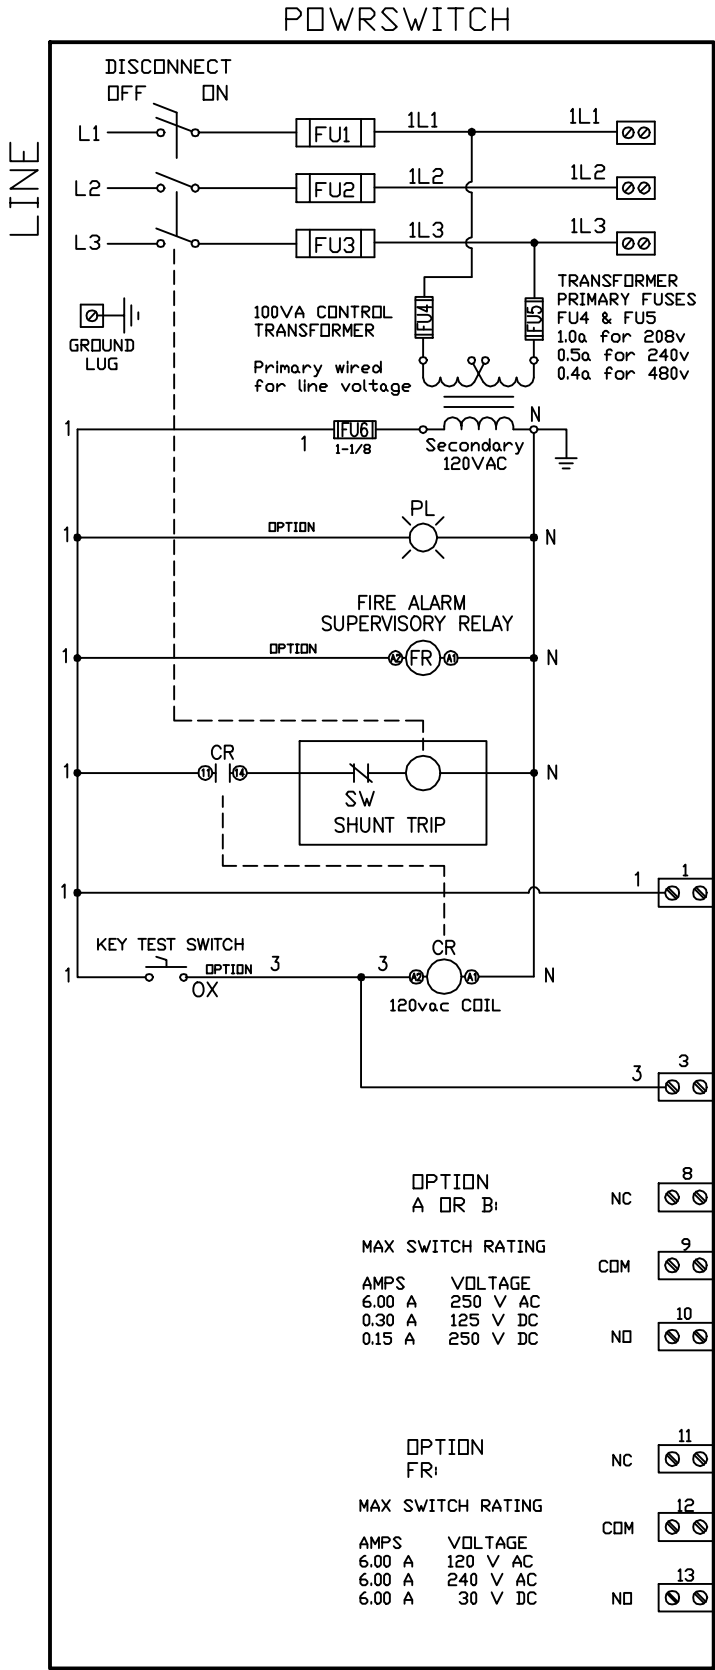 POWRSWITCH
DISCONNECT
OFF ON
LINE
L1 FU1 1L1 1L1
L2 FU2 1L2 1L2
L3 FU3 1L3 1L3
GROUND
LUG
100VA CONTROL
TRANSFORMER
Primary wired
for line voltage
FU4 FU5
TRANSFORMER
PRIMARY FUSES
FU4 & FU5
1.0a for 208v
0.5a for 240v
0.4a for 480v
1 1 FU6 N
1-1/8
Secondary
120VAC
PL
1 OPTION N
FIRE ALARM
SUPERVISORY RELAY
1 OPTION A2 FR A1 N
CR
1 11 14 N
SW
SHUNT TRIP
1 1 1
KEY TEST SWITCH
CR
1 OPTION 3 3 A2 A1 N
OX
120vac COIL
3 3
OPTION
A OR B:
8
NC
MAX SWITCH RATING
9
COM
AMPS VOLTAGE
6.00 A 250 V AC
0.30 A 125 V DC
0.15 A 250 V DC
10
NO
OPTION
FR:
11
NC
MAX SWITCH RATING
12
COM
AMPS VOLTAGE
6.00 A 120 V AC
6.00 A 240 V AC
6.00 A 30 V DC
13
NO